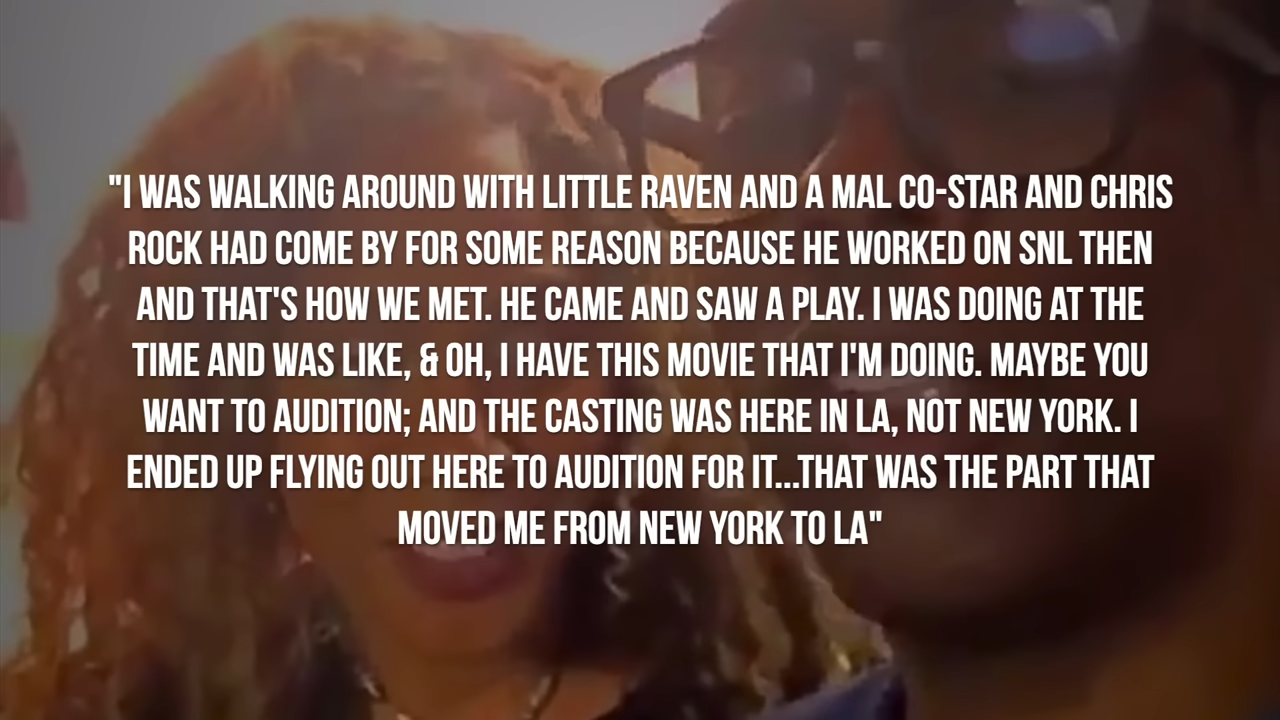 "I WAS WALKING AROUND WITH LITTLE RAVEN AND A MAL CO-STAR AND CHRIS
ROCK HAD COME BY FOR SOME REASON BECAUSE HE WORKED ON SNL THEN
AND THAT'S HOW WE MET. HE CAME AND SAW A PLAY. I WAS DOING AT THE
TIME AND WAS LIKE, & OH, I HAVE THIS MOVIE THAT I'M DOING. MAYBE YOU
WANT TO AUDITION; AND THE CASTING WAS HERE IN LA, NOT NEW YORK. I
ENDED UP FLYING OUT HERE TO AUDITION FOR IT...THAT WAS THE PART THAT
MOVED ME FROM NEW YORK TO LA"